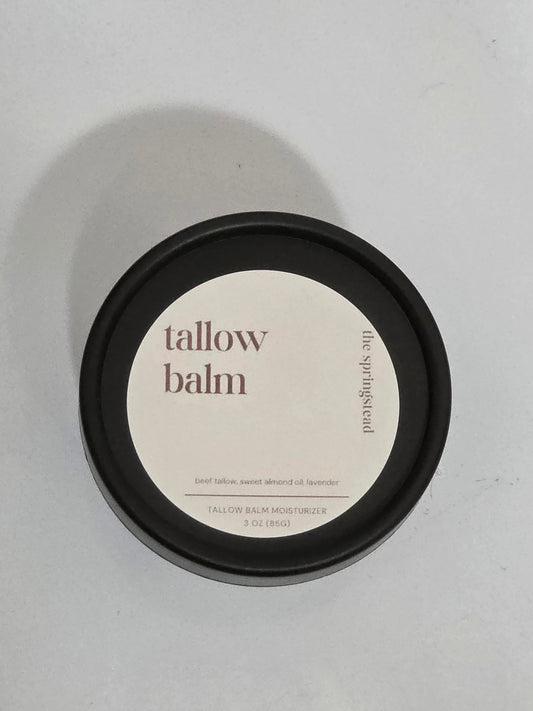 tallow
balm
the springstead
beef tallow, sweet almond oil, lavender
TALLOW BALM MOISTURIZER
3 OZ (85G)